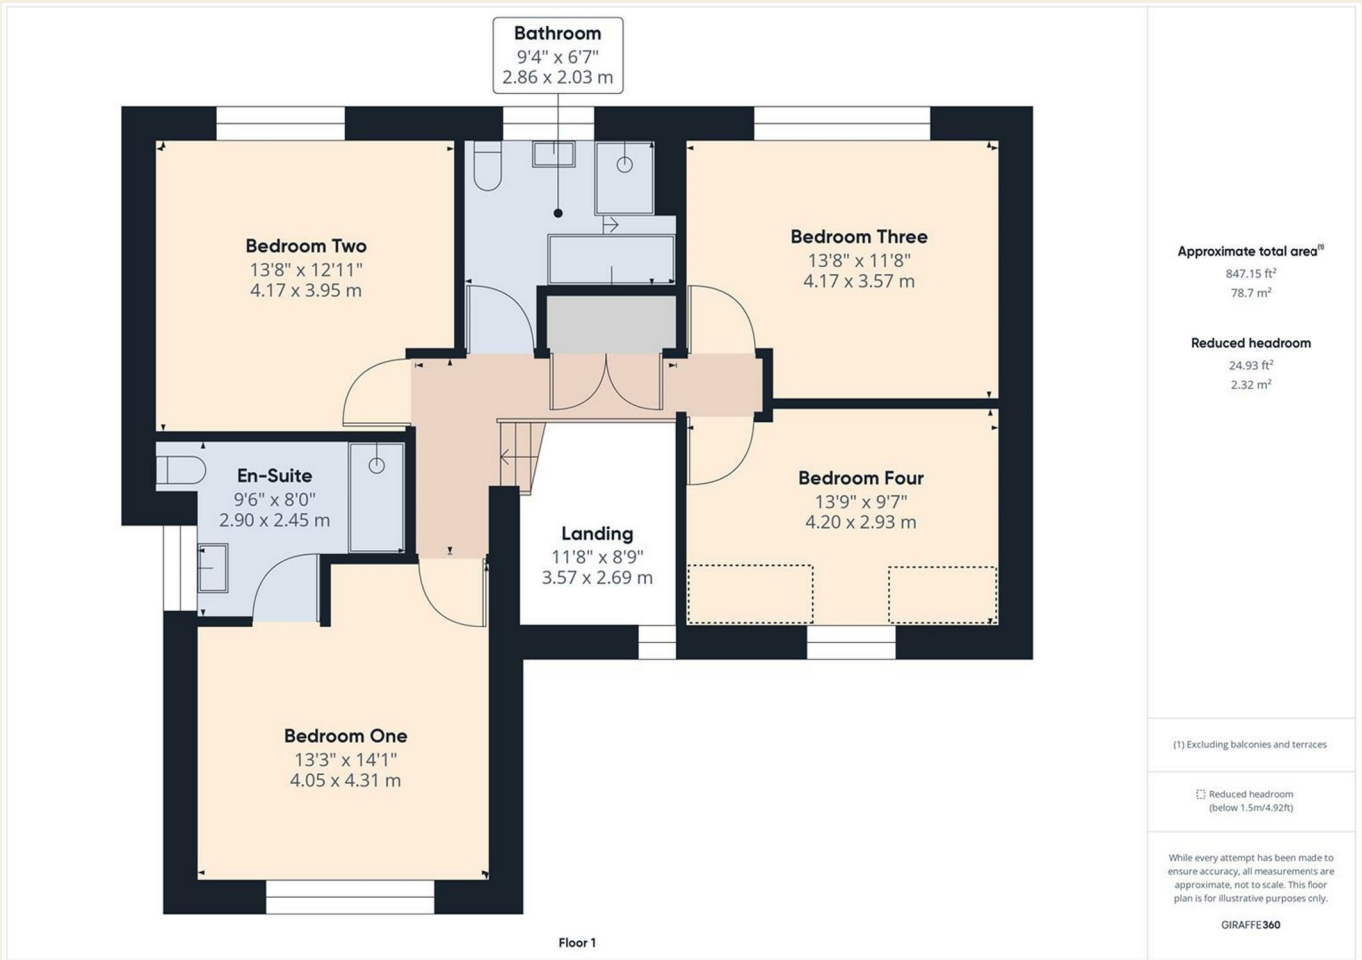 Bathroom
9'4" x 6'7"
2.86 x 2.03 m
Bedroom Two
13'8" x 12'11"
4.17 x 3.95 m
Bedroom Three
13'8" x 11'8"
4.17 x 3.57 m
En-Suite
9'6" x 8'0"
2.90 x 2.45 m
Landing
11'8" x 8'9"
3.57 x 2.69 m
Bedroom Four
13'9" x 9'7"
4.20 x 2.93 m
Bedroom One
13'3" x 14'1"
4.05 x 4.31 m
Floor 1
Approximate total area(1)
847.15 ft²
78.7 m²
Reduced headroom
24.93 ft²
2.32 m²
(1) Excluding balconies and terraces
Reduced headroom
(below 1.5m/4.92ft)
While every attempt has been made to
ensure accuracy, all measurements are
approximate, not to scale. This floor
plan is for illustrative purposes only.
GIRAFFE360